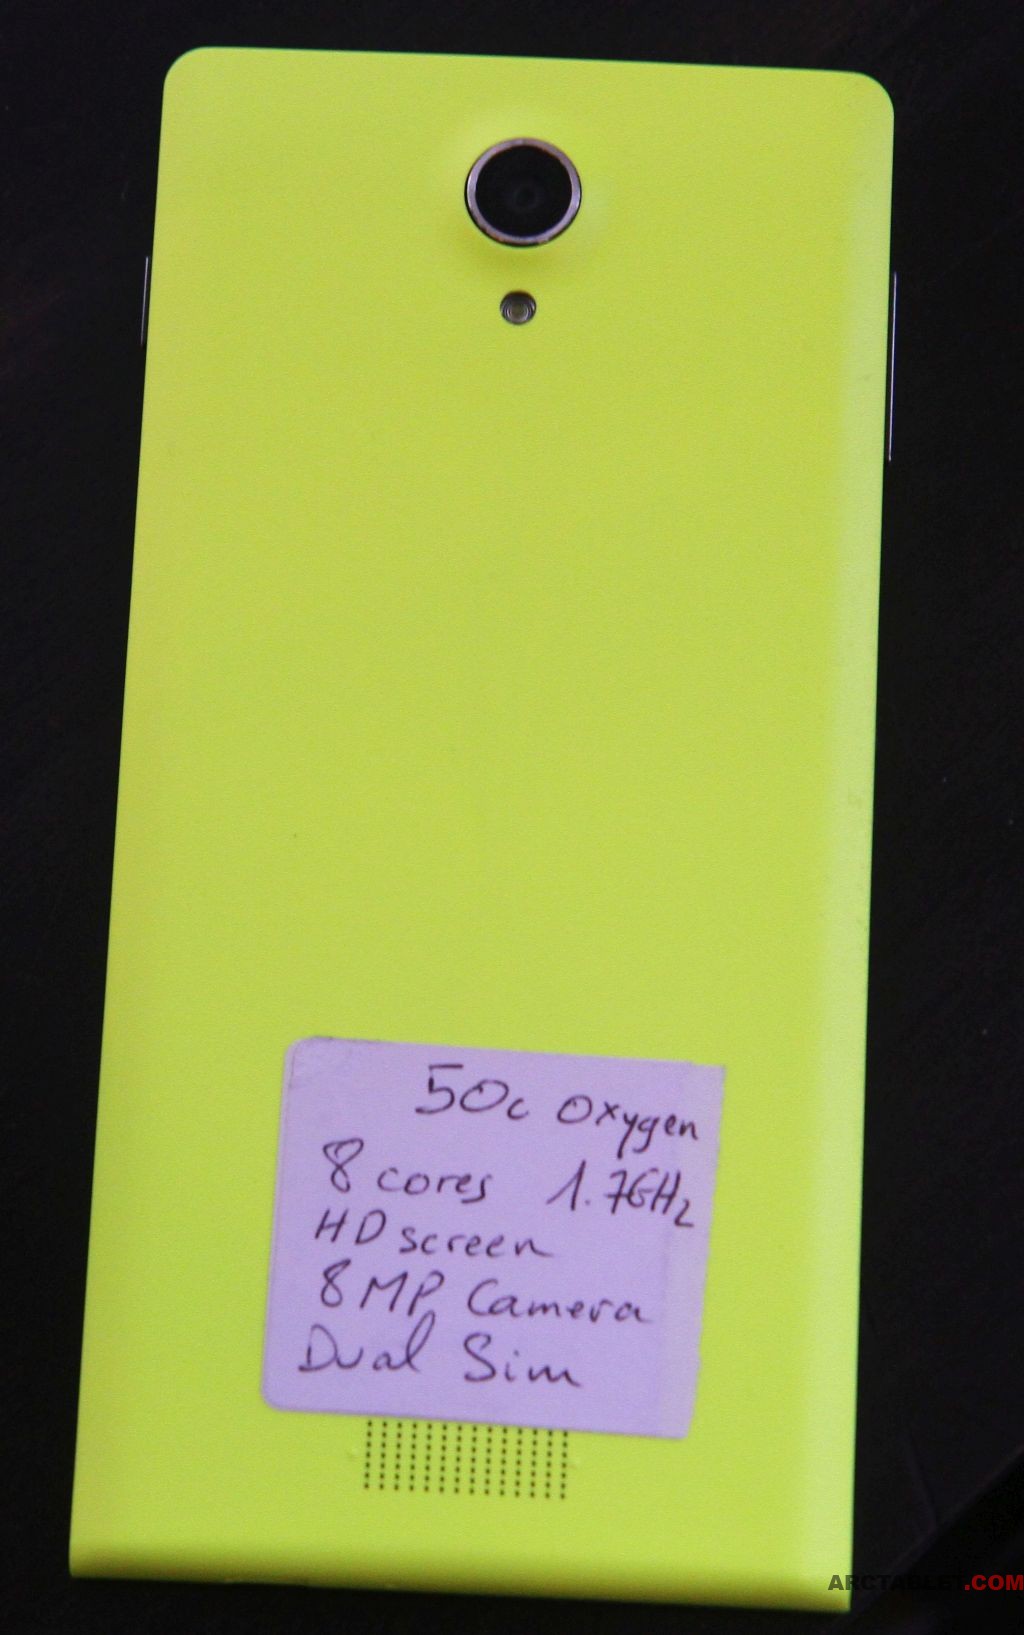 50c Oxygen
8 cores 1.7GHz
HD screen
8MP Camera
Dual Sim
ARCTABLET.COM